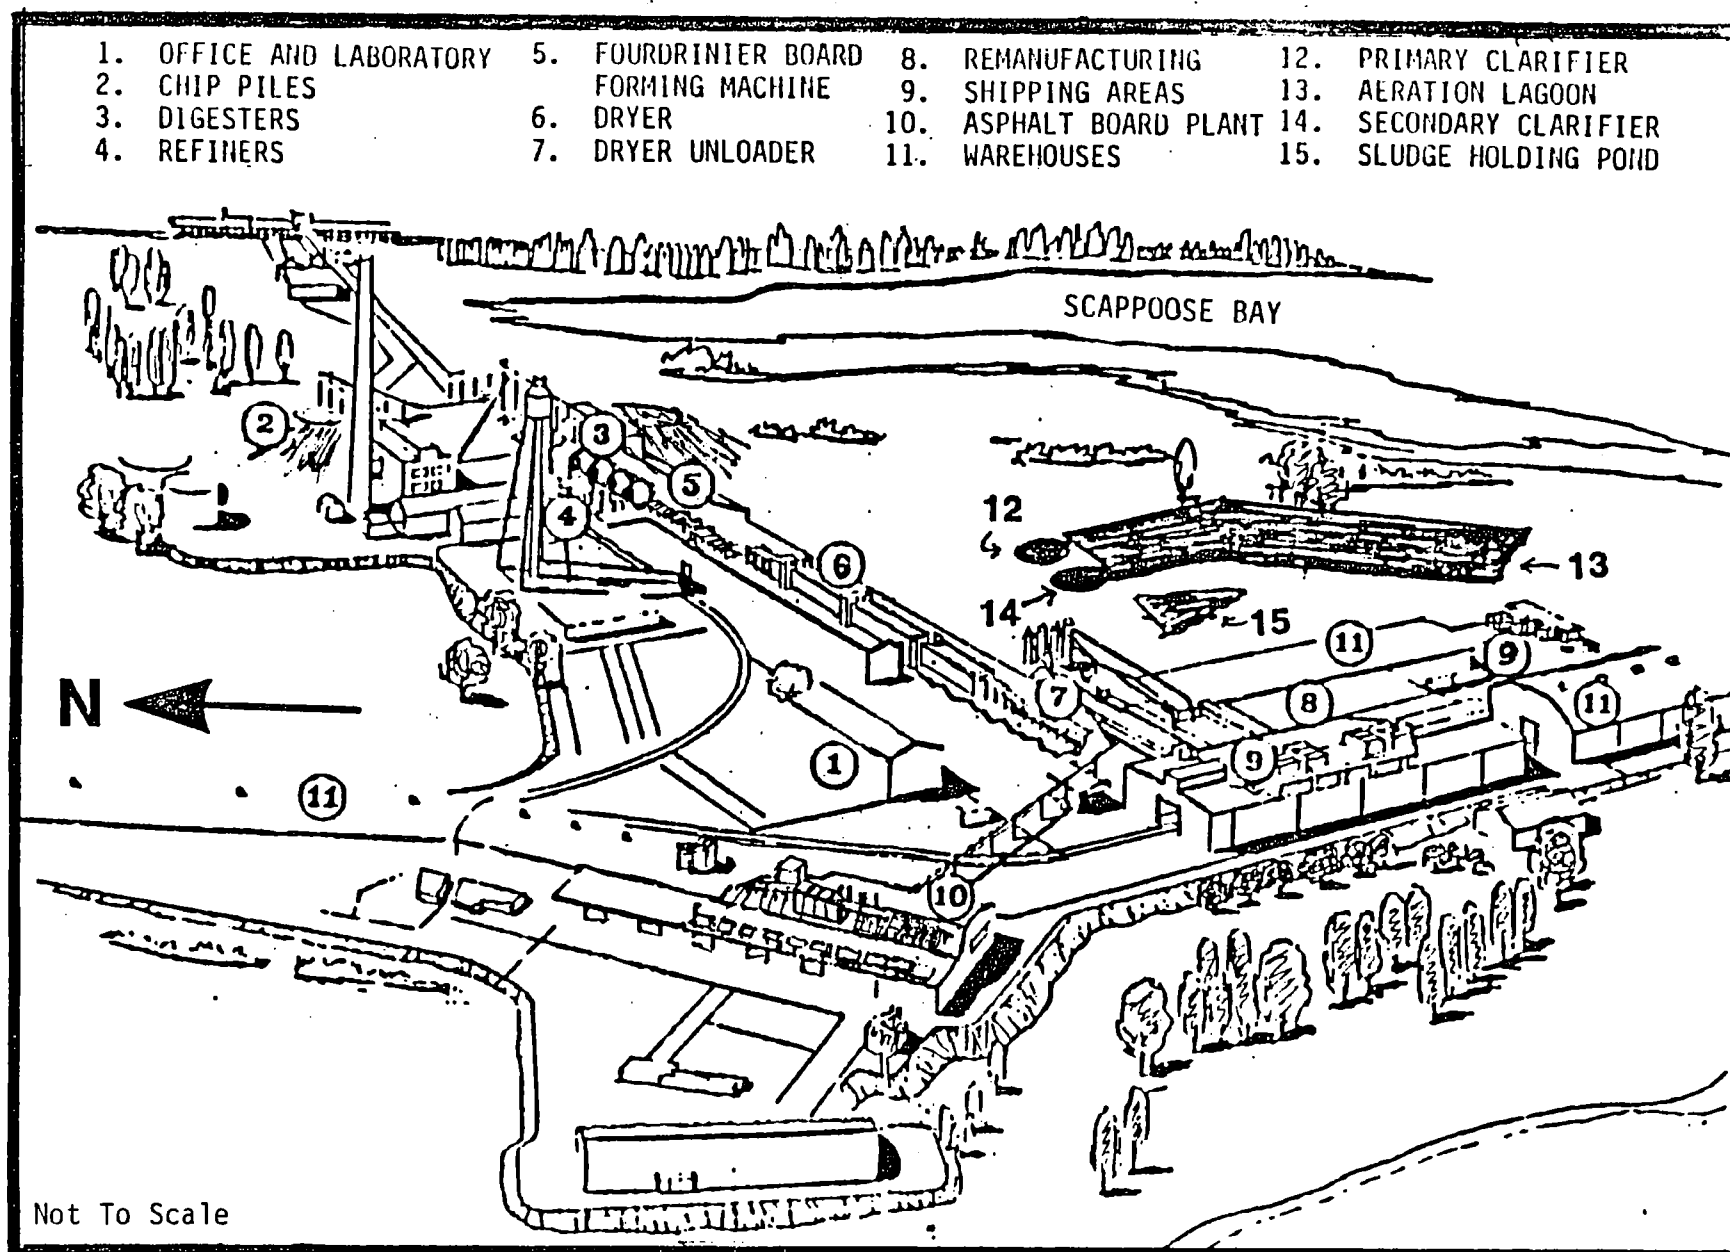 1. OFFICE AND LABORATORY
2. CHIP PILES
3. DIGESTERS
4. REFINERS
5. FOURDRINIER BOARD
FORMING MACHINE
6. DRYER
7. DRYER UNLOADER
8. REMANUFACTURING
9. SHIPPING AREAS
10. ASPHALT BOARD PLANT
11. WAREHOUSES
12. PRIMARY CLARIFIER
13. AERATION LAGOON
14. SECONDARY CLARIFIER
15. SLUDGE HOLDING POND
SCAPPOOSE BAY
2
3
5
4
12
6
13
14
15
11
9
7
8
11
N
1
9
11
10
Not To Scale